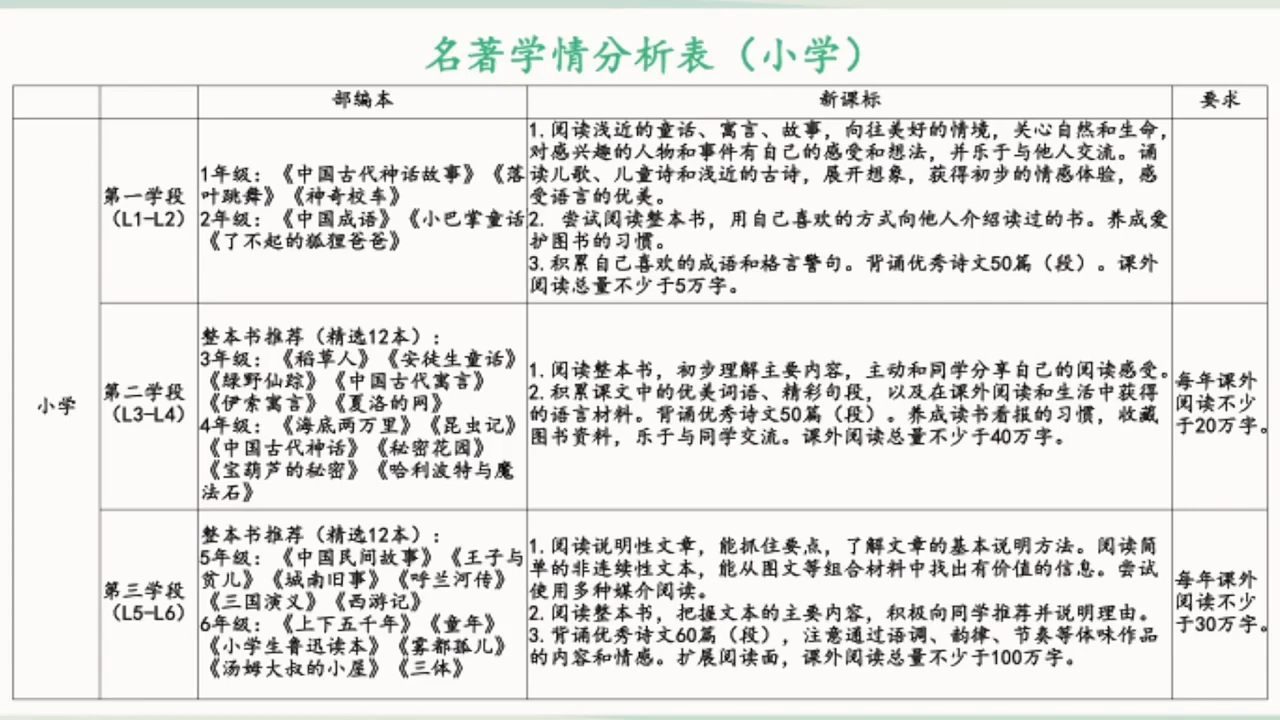 名著学情分析表（小学）
部编本
新课标
要求
小学
第一学段
（L1-L2）
1年级：《中国古代神话故事》《落
叶跳舞》《神奇校车》
2年级：《中国成语》《小巴掌童话
《了不起的狐狸爸爸》
1.阅读浅近的童话、寓言、故事，向往美好的情境，关心自然和生命，
对感兴趣的人物和事件有自己的感受和想法，并乐于与他人交流。诵
读儿歌、儿童诗和浅近的古诗，展开想象，获得初步的情感体验，感
受语言的优美。
2. 尝试阅读整本书，用自己喜欢的方式向他人介绍读过的书。养成爱
护图书的习惯。
3.积累自己喜欢的成语和格言警句。背诵优秀诗文50篇（段）。课外
阅读总量不少于5万字。
第二学段
（L3-L4）
整本书推荐（精选12本）：
3年级：《稻草人》《安徒生童话》
《绿野仙踪》《中国古代寓言》
《伊索寓言》《夏洛的网》
4年级：《海底两万里》《昆虫记》
《中国古代神话》《秘密花园》
《宝葫芦的秘密》《哈利波特与魔
法石》
1.阅读整本书，初步理解主要内容，主动和同学分享自己的阅读感受。
2.积累课文中的优美词语、精彩句段，以及在课外阅读和生活中获得
的语言材料。背诵优秀诗文50篇（段）。养成读书看报的习惯，收藏
图书资料，乐于与同学交流。课外阅读总量不少于40万字。
每年课外
阅读不少
于20万字。
第三学段
（L5-L6）
整本书推荐（精选12本）：
5年级：《中国民间故事》《王子与
贫儿》《城南旧事》《呼兰河传》
《三国演义》《西游记》
6年级：《上下五千年》《童年》
《小学生鲁迅读本》《雾都孤儿》
《汤姆大叔的小屋》《三体》
1.阅读说明性文章，能抓住要点，了解文章的基本说明方法。阅读简
单的非连续性文本，能从图文等组合材料中找出有价值的信息。尝试
使用多种媒介阅读。
2.阅读整本书，把握文本的主要内容，积极向同学推荐并说明理由。
3.背诵优秀诗文60篇（段），注意通过语调、韵律、节奏等体味作品
的内容和情感。扩展阅读面，课外阅读总量不少于100万字。
每年课外
阅读不少
于30万字。